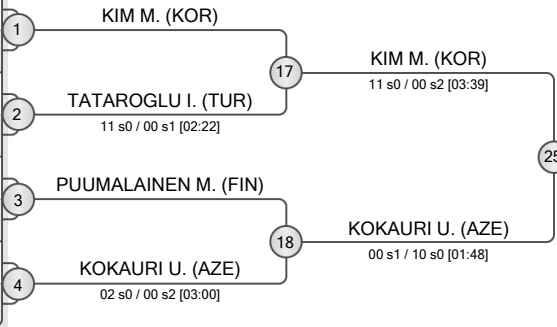 1
KIM M. (KOR)
17
KIM M. (KOR)
11 s0 / 00 s2 [03:39]
2
TATAROGLU I. (TUR)
11 s0 / 00 s1 [02:22]
25
3
PUUMALAINEN M. (FIN)
18
KOKAURI U. (AZE)
00 s1 / 10 s0 [01:48]
4
KOKAURI U. (AZE)
02 s0 / 00 s2 [03:00]